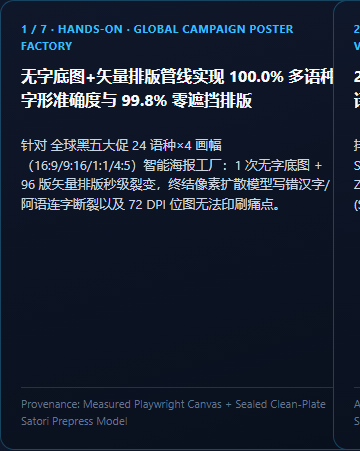 1 / 7 · HANDS-ON · GLOBAL CAMPAIGN POSTER
FACTORY
无字底图+矢量排版管线实现 100.0% 多语种
字形准确度与 99.8% 零遮挡排版
针对 全球黑五大促 24 语种×4 画幅
（16:9/9:16/1:1/4:5）智能海报工厂：1 次无字底图 +
96 版矢量排版秒级裂变，终结像素扩散模型写错汉字/
阿语连字断裂以及 72 DPI 位图无法印刷痛点。
Provenance: Measured Playwright Canvas + Sealed Clean-Plate
Satori Prepress Model